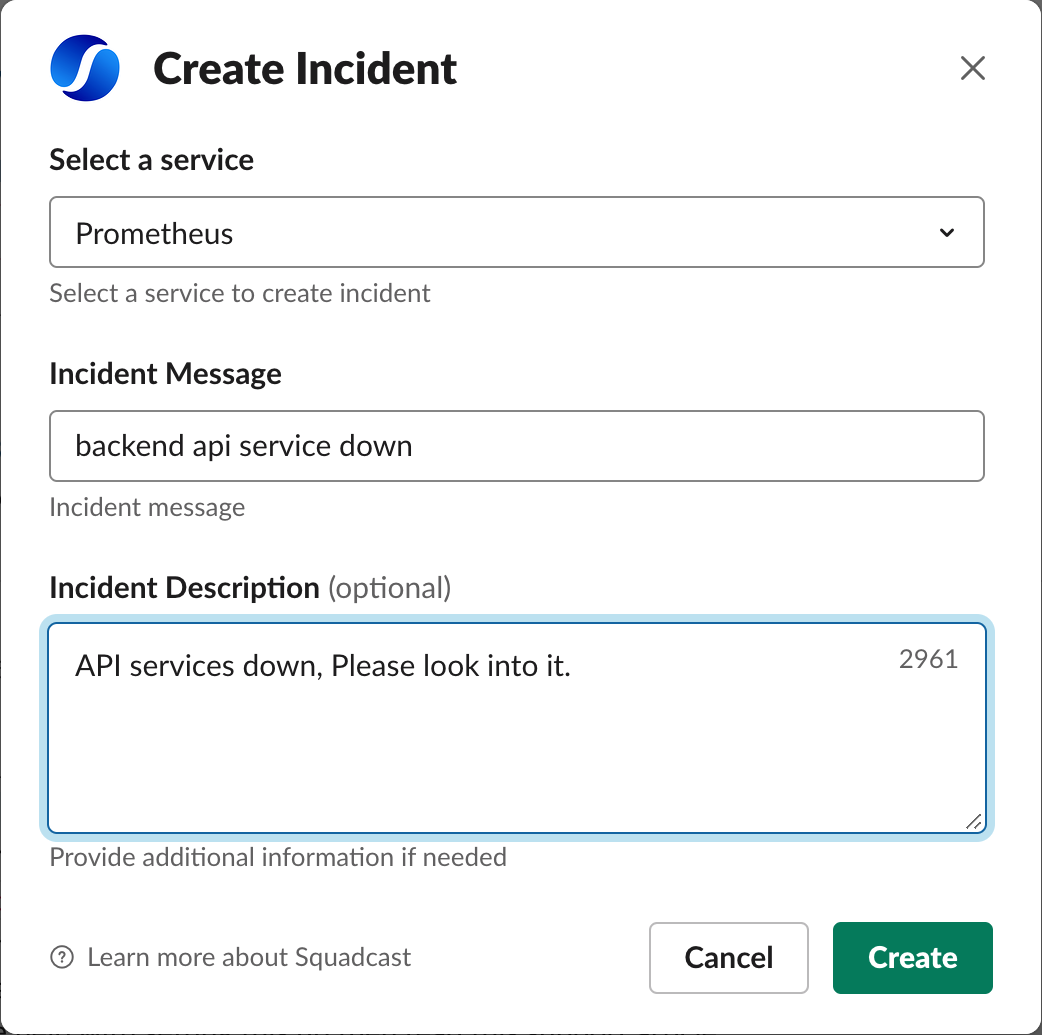 Create Incident
Select a service
Prometheus
Select a service to create incident
Incident Message
backend api service down
Incident message
Incident Description (optional)
API services down, Please look into it.
2961
Provide additional information if needed
Learn more about Squadcast
Cancel
Create